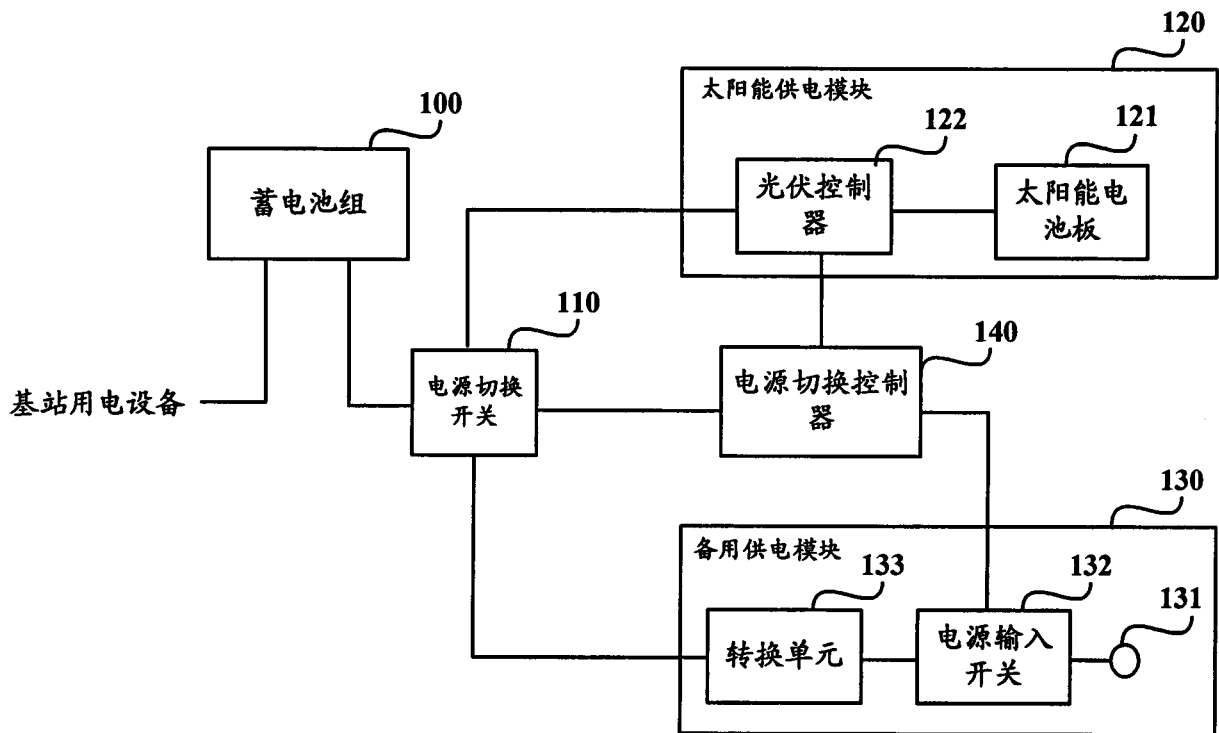 120
太阳能供电模块
100
122
121
蓄电池组
光伏控制
器
太阳能电
池板
110
140
基站用电设备
电源切换
开关
电源切换控制
器
130
备用供电模块
133
132
131
转换单元
电源输入
开关